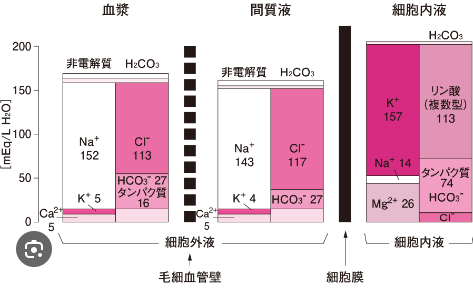 血漿
間質液
細胞内液
[mEq/L H₂O]
200
150
100
50
0
非電解質 H₂CO₃
Na⁺
152
Cl⁻
113
HCO₃⁻ 27
タンパク質
16
K⁺ 5
Ca²⁺
5
非電解質 H₂CO₃
Na⁺
143
Cl⁻
117
HCO₃⁻ 27
K⁺ 4
Ca²⁺
5
H₂CO₃
K⁺
157
リン酸
(複数型)
113
Na⁺ 14
タンパク質
74
Mg²⁺ 26
HCO₃⁻
Cl⁻
細胞外液
細胞内液
毛細血管壁
細胞膜